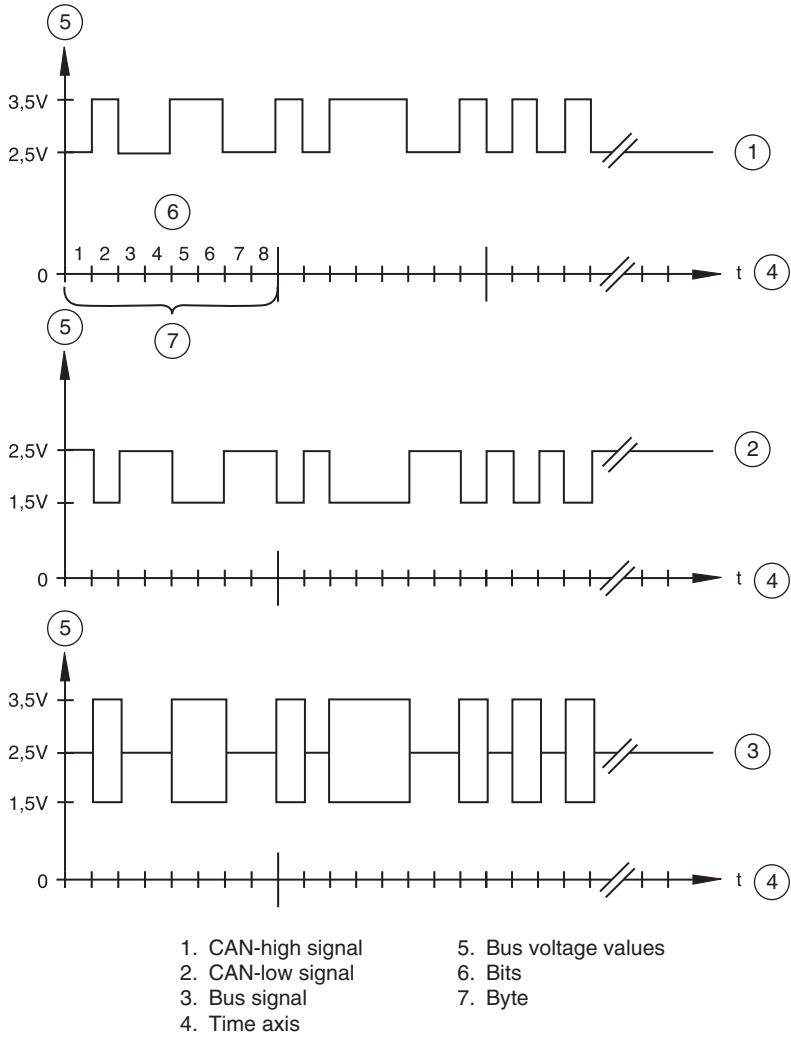 5
3,5V
2,5V
1
6
1 2 3 4 5 6 7 8
0
t 4
7
5
2,5V
2
1,5V
0
t 4
5
3,5V
2,5V
3
1,5V
0
t 4
1. CAN-high signal
2. CAN-low signal
3. Bus signal
4. Time axis
5. Bus voltage values
6. Bits
7. Byte